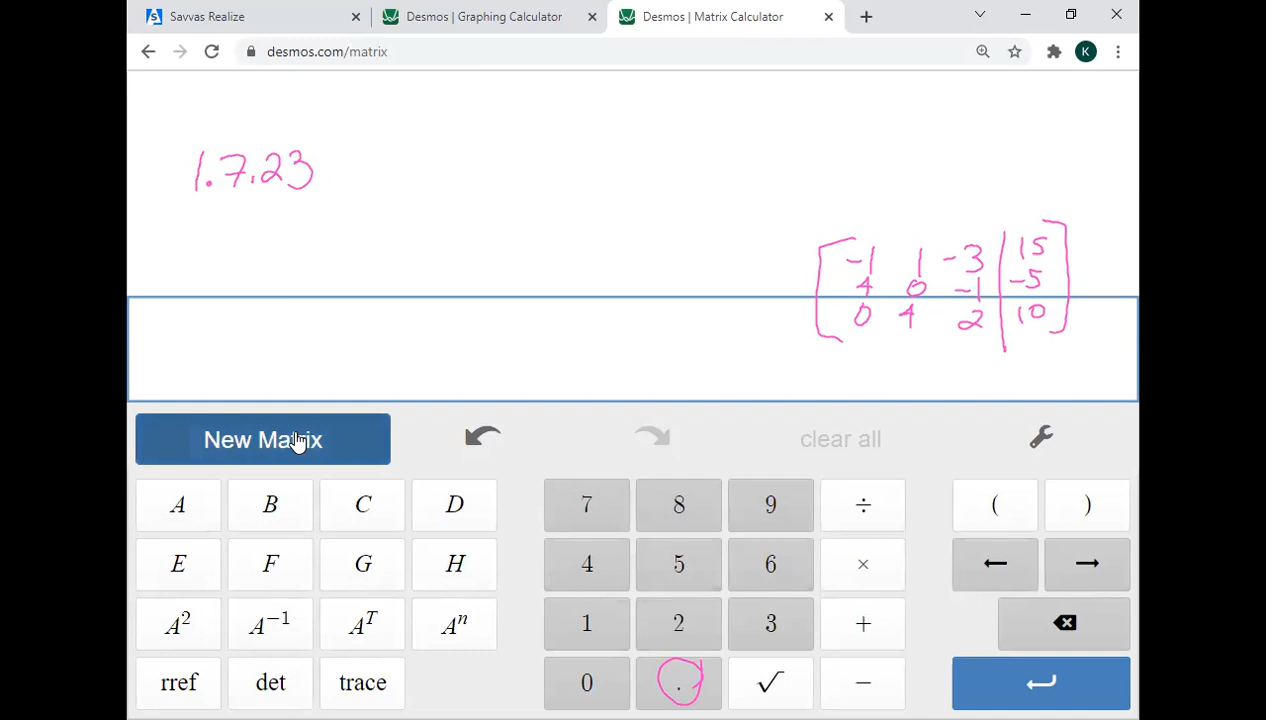 Savvas Realize
Desmos | Graphing Calculator
Desmos | Matrix Calculator
desmos.com/matrix
K
1.7.23
-1 1 -3 | 15
4 0 -1 | -5
0 4 2 | 10
New Matrix
clear all
A B C D 7 8 9 ÷ ( )
E F G H 4 5 6 × ← →
A² A⁻¹ Aᵀ Aⁿ 1 2 3 +
rref det trace 0 . √ −